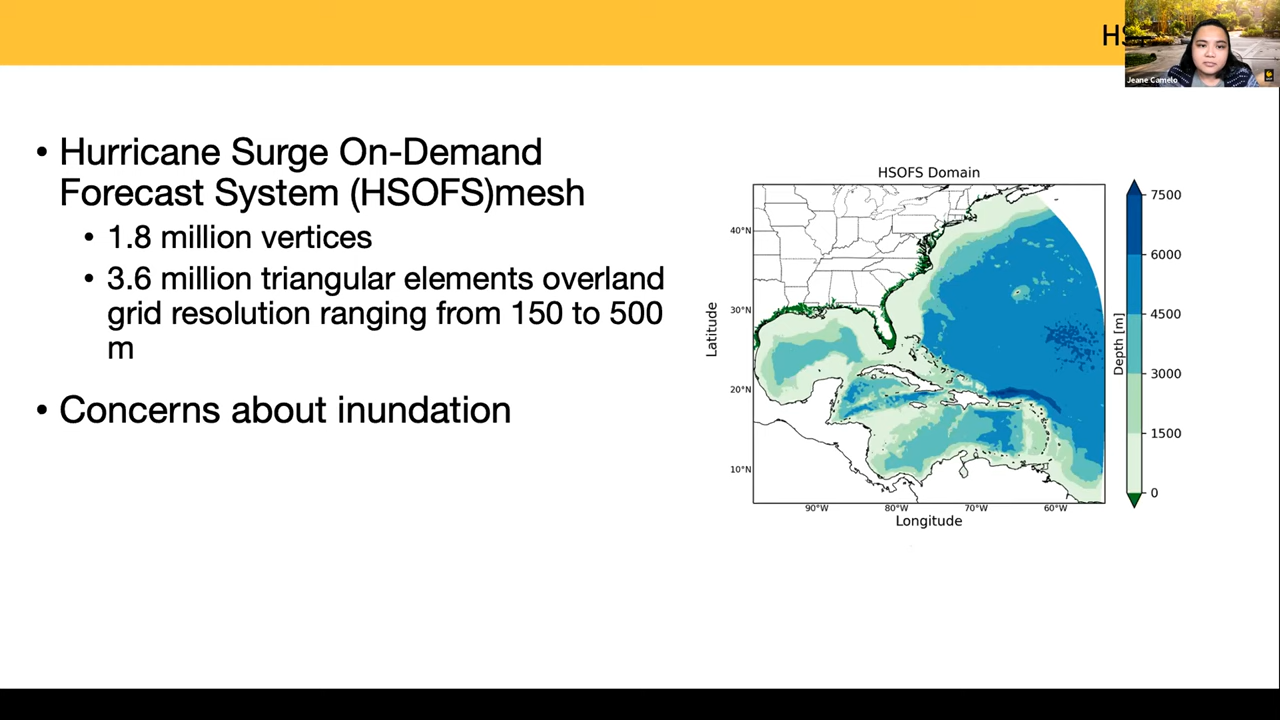 Jeane Camelo
• Hurricane Surge On-Demand
Forecast System (HSOFS)mesh
• 1.8 million vertices
• 3.6 million triangular elements overland
grid resolution ranging from 150 to 500
m
• Concerns about inundation
HSOFS Domain
40°N
30°N
20°N
10°N
Latitude
90°W 80°W 70°W 60°W
Longitude
7500
6000
4500
3000
1500
0
Depth [m]